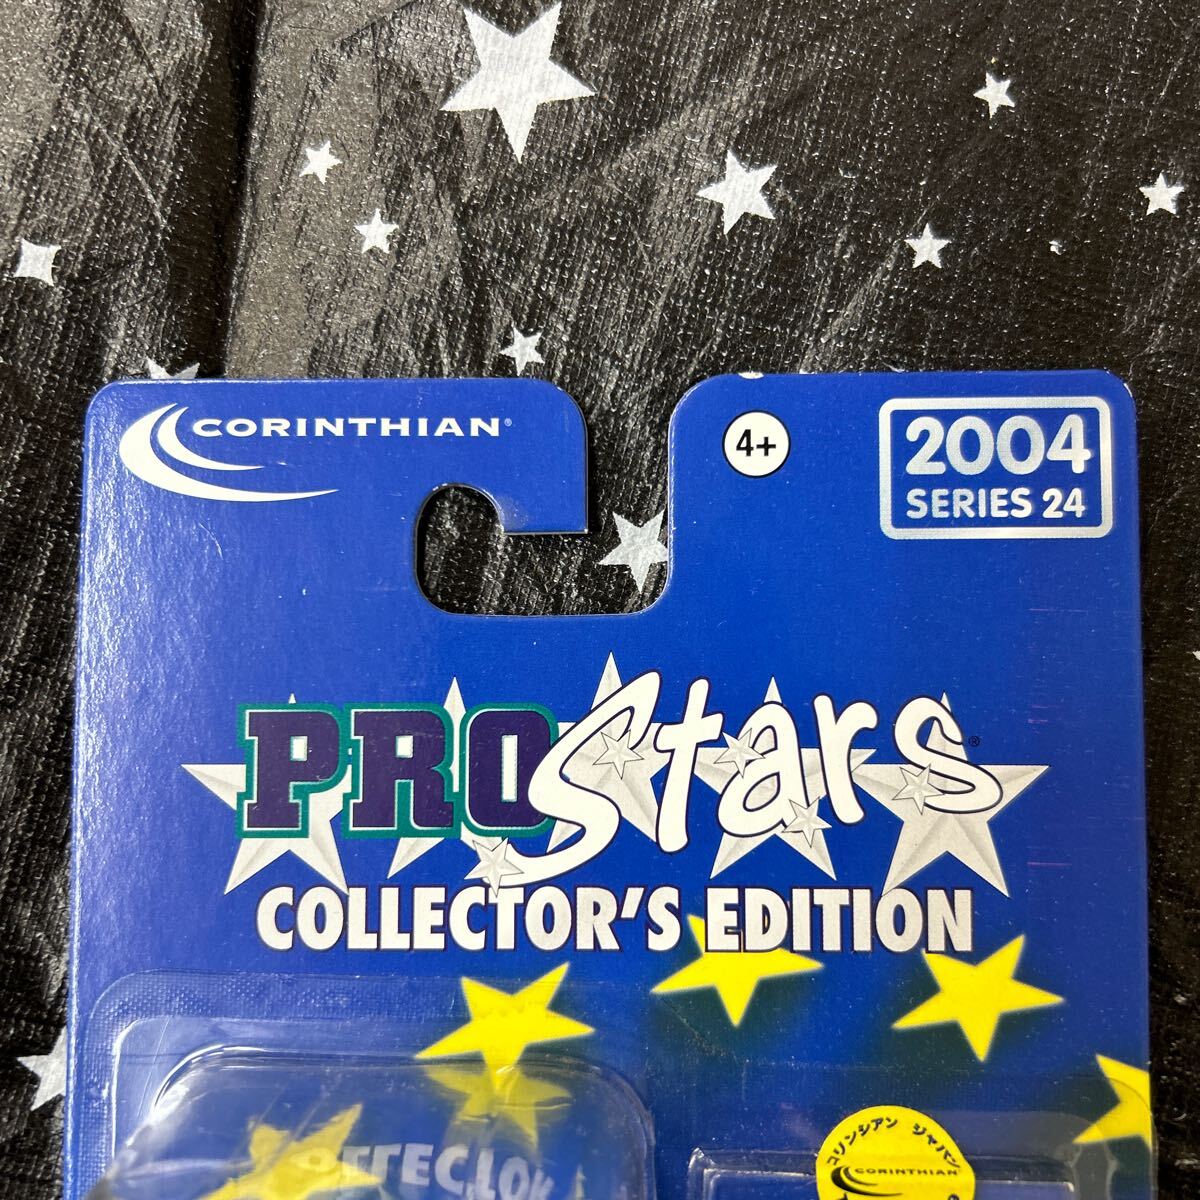 CORINTHIAN®
4+
2004
SERIES 24
PROStars®
COLLECTOR'S EDITION
コリンシアン ジャパン
CORINTHIAN